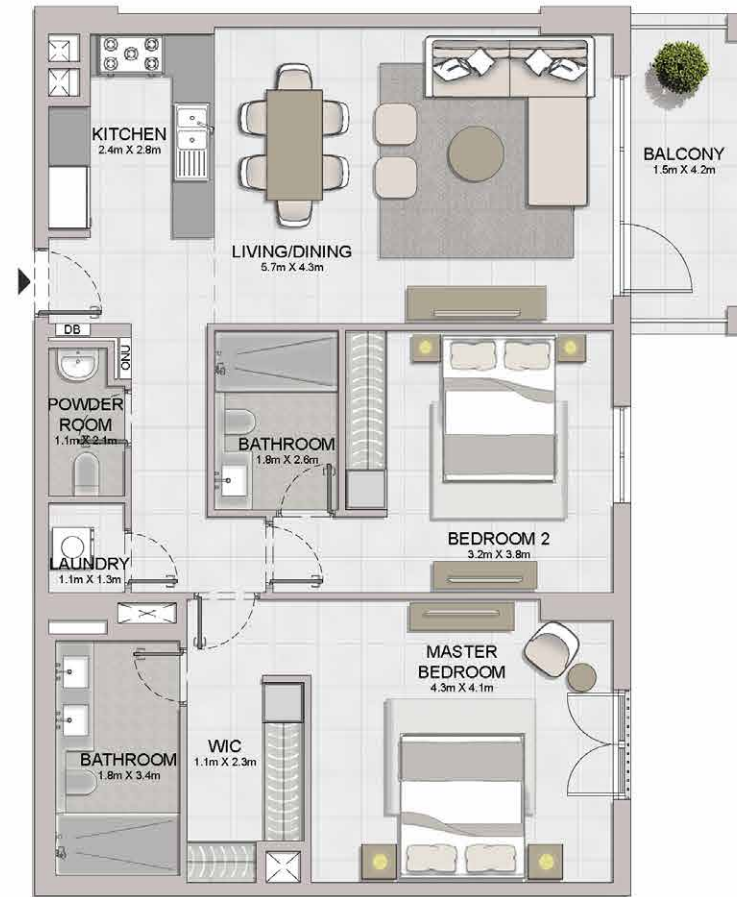 KITCHEN
2.4m X 2.8m
BALCONY
1.5m X 4.2m
LIVING/DINING
5.7m X 4.3m
DB
ONU
POWDER
ROOM
1.1m X 2.1m
BATHROOM
1.8m X 2.6m
BEDROOM 2
3.2m X 3.8m
LAUNDRY
1.1m X 1.3m
MASTER
BEDROOM
4.3m X 4.1m
WIC
1.1m X 2.3m
BATHROOM
1.8m X 3.4m